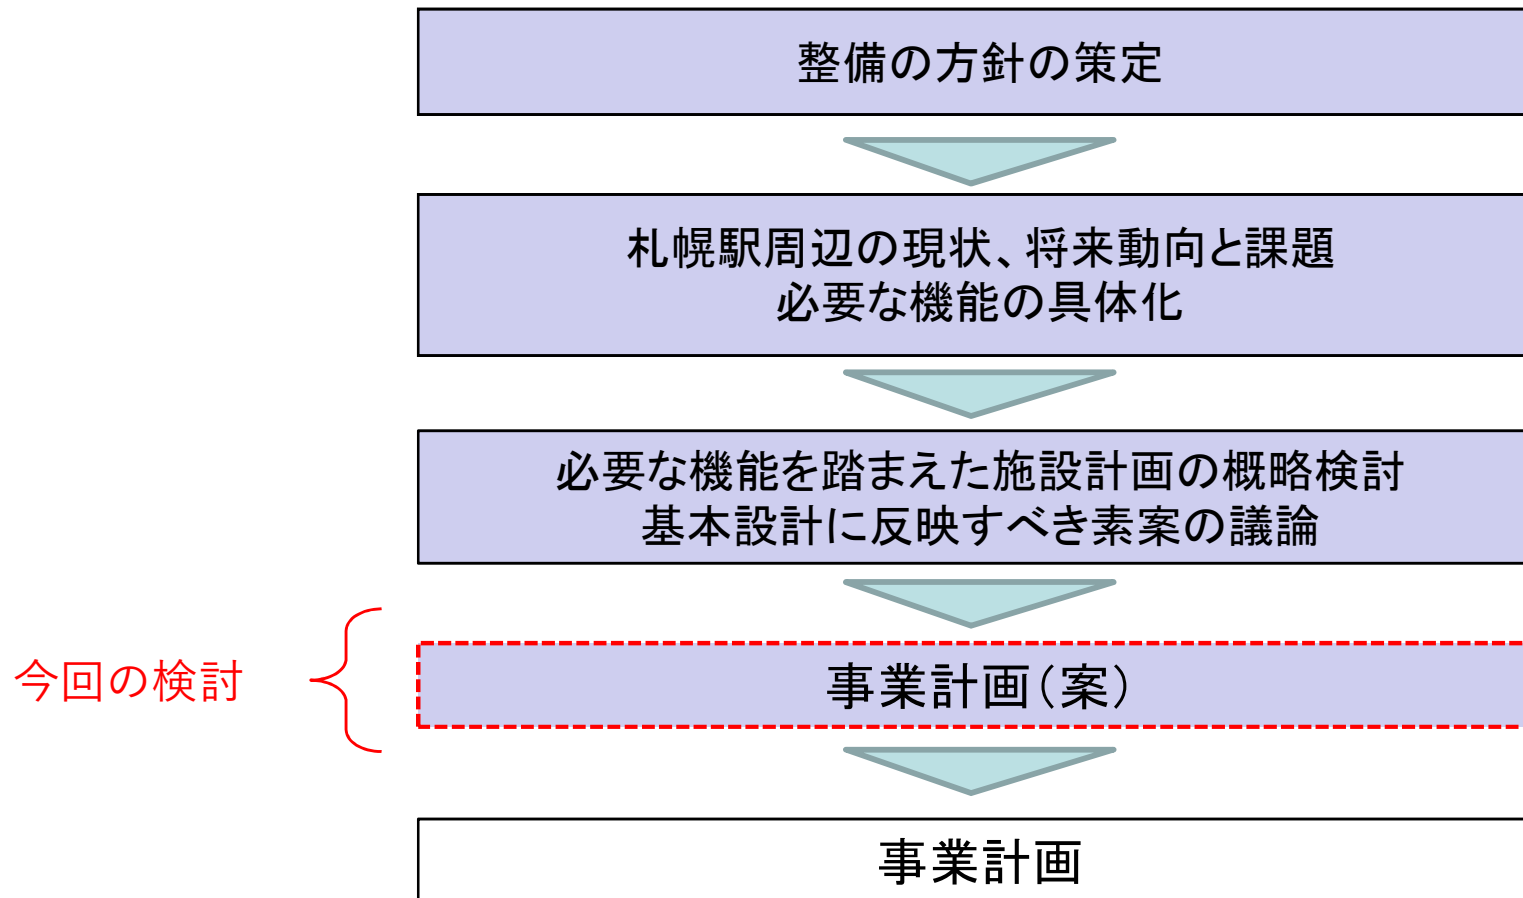 整備の方針の策定
札幌駅周辺の現状、将来動向と課題
必要な機能の具体化
必要な機能を踏まえた施設計画の概略検討
基本設計に反映すべき素案の議論
今回の検討
事業計画（案）
事業計画